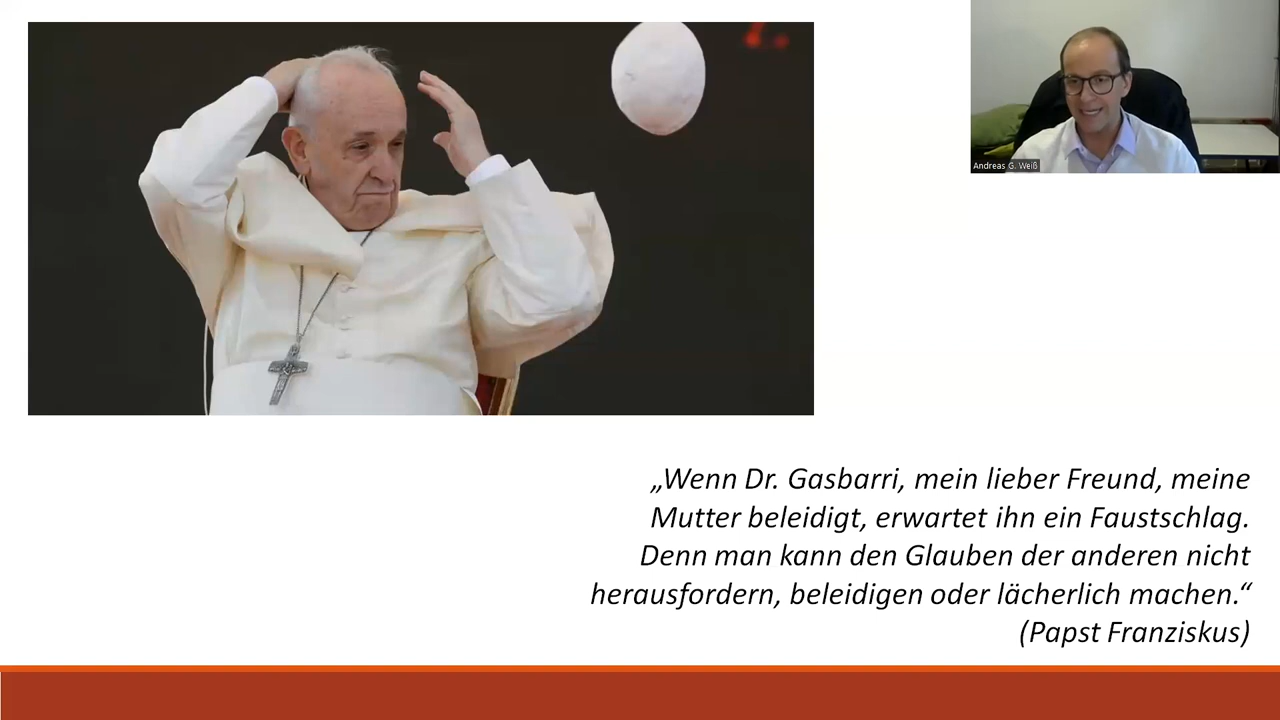 Andreas G. Weiß
„Wenn Dr. Gasbarri, mein lieber Freund, meine
Mutter beleidigt, erwartet ihn ein Faustschlag.
Denn man kann den Glauben der anderen nicht
herausfordern, beleidigen oder lächerlich machen.“
(Papst Franziskus)